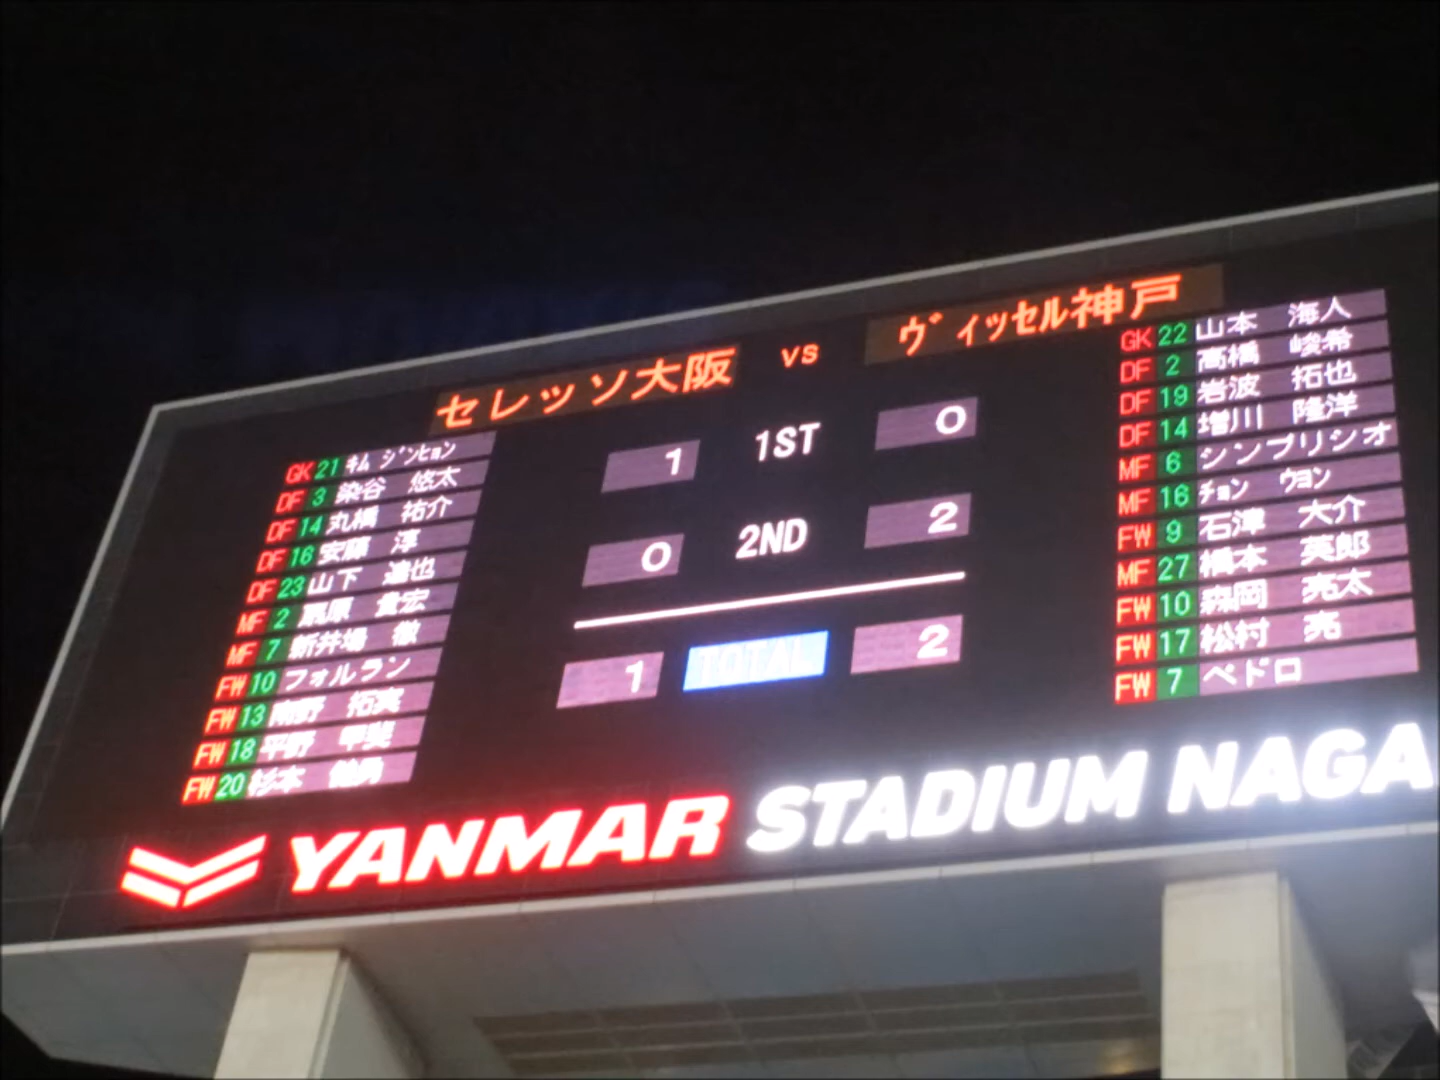 セレッソ大阪 vs ヴィッセル神戸
1 1ST 0
0 2ND 2
1 TOTAL 2
GK 21 キム ジンヒョン
DF 3 染谷 悠太
DF 14 丸橋 祐介
DF 16 安藤 淳
DF 23 山下 達也
MF 2 扇原 貴宏
MF 7 新井場 徹
FW 10 フォルラン
FW 13 南野 拓実
FW 18 平野 甲斐
FW 20 杉本 健勇
GK 22 山本 海人
DF 2 高橋 峻希
DF 19 岩波 拓也
DF 14 増川 隆洋
MF 6 シンプリシオ
MF 16 チョン ウヨン
FW 9 石津 大介
MF 27 橋本 英郎
FW 10 森岡 亮太
FW 17 松村 亮
FW 7 ペドロ
YANMAR STADIUM NAGA